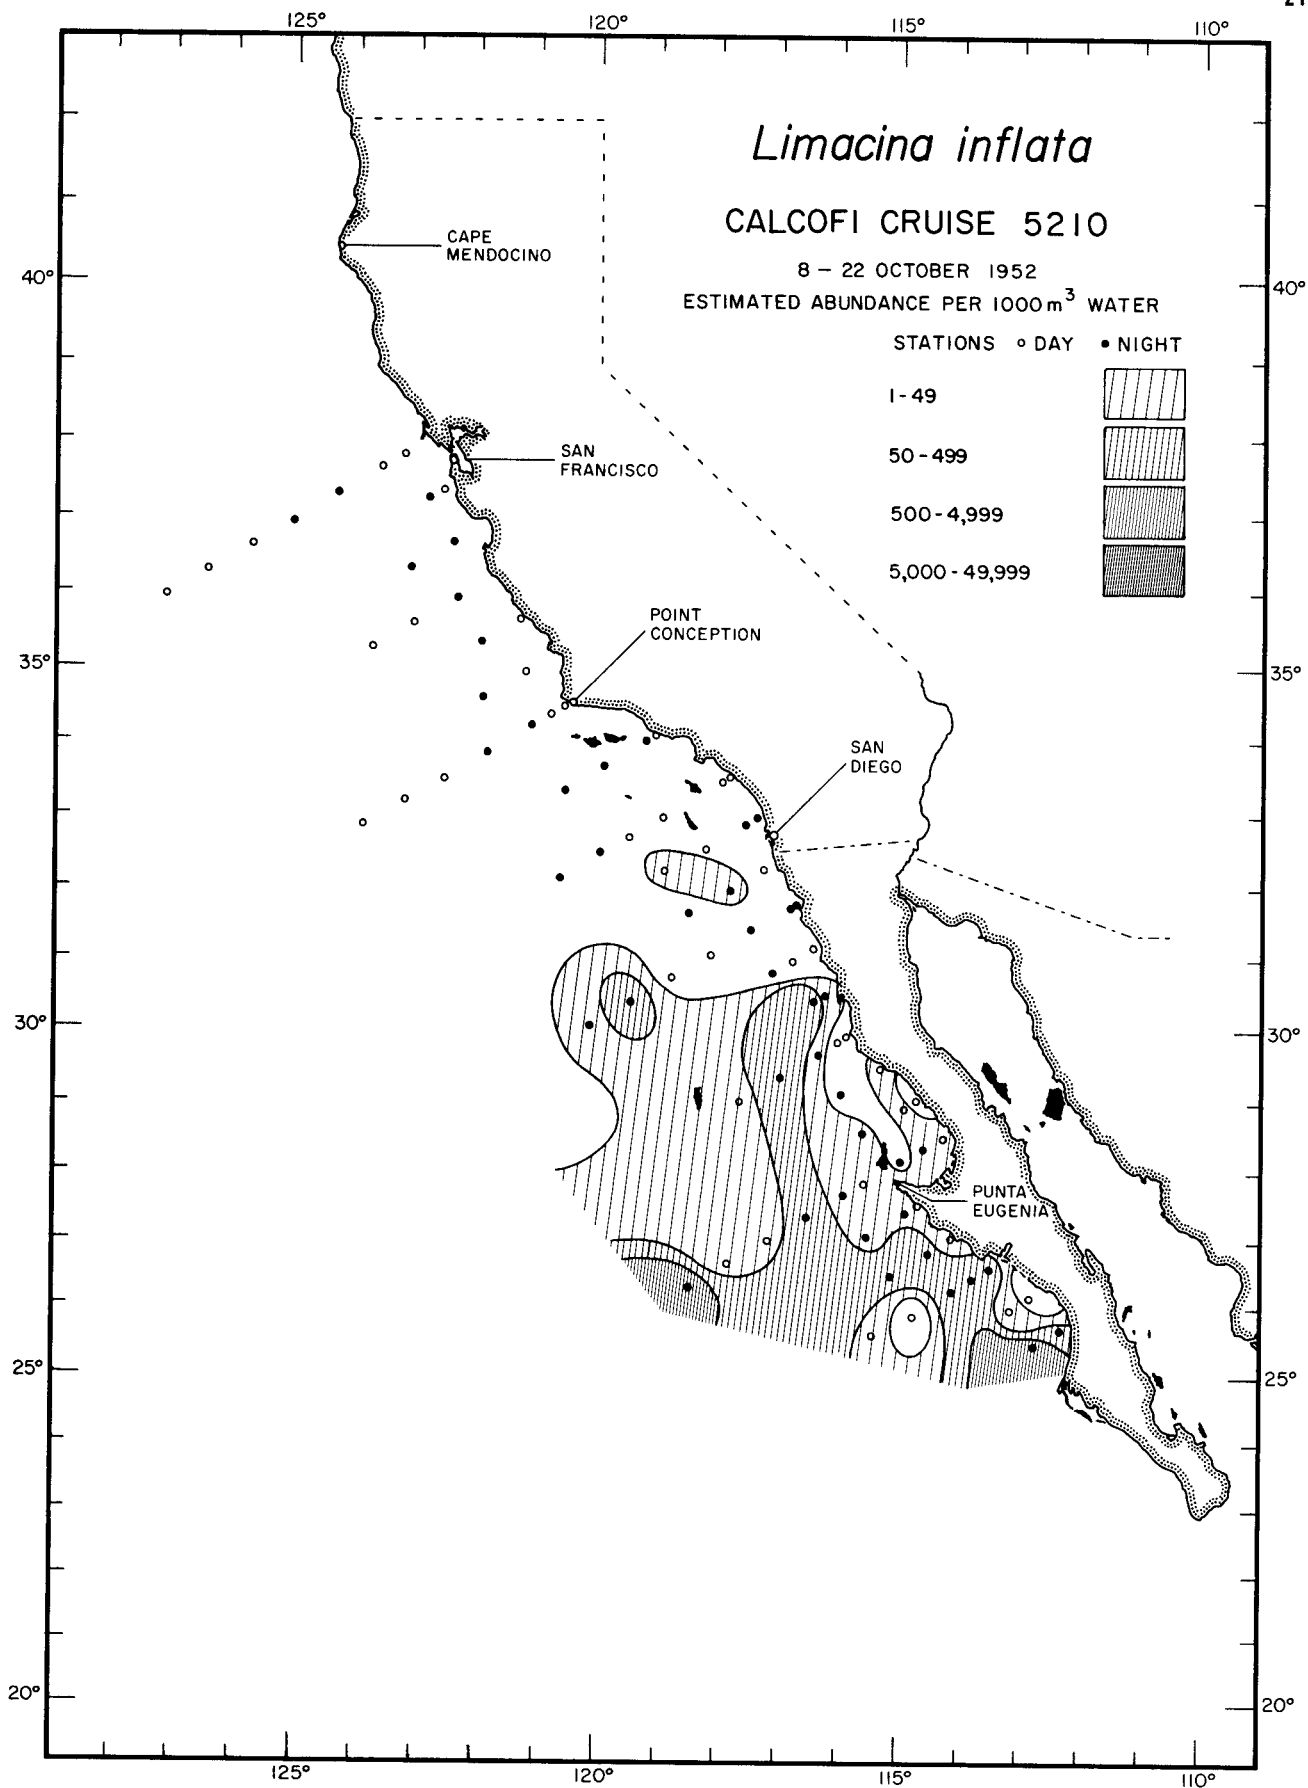 21
125° 120° 115° 110°
Limacina inflata
CALCOFI CRUISE 5210
8 – 22 OCTOBER 1952
ESTIMATED ABUNDANCE PER 1000 m³ WATER
STATIONS ○ DAY ● NIGHT
1 - 49
50 - 499
500 - 4,999
5,000 - 49,999
CAPE
MENDOCINO
40° 40°
SAN
FRANCISCO
POINT
CONCEPTION
35° 35°
SAN
DIEGO
30° 30°
PUNTA
EUGENIA
25° 25°
20° 20°
125° 120° 115° 110°